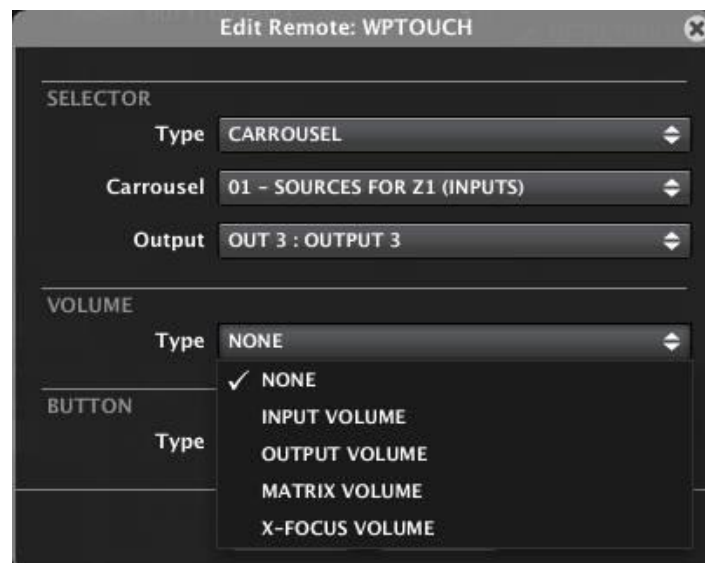 Edit Remote: WPTOUCH
SELECTOR
Type CARROUSEL
Carrousel 01 - SOURCES FOR Z1 (INPUTS)
Output OUT 3 : OUTPUT 3
VOLUME
Type NONE
✓ NONE
BUTTON
INPUT VOLUME
Type
OUTPUT VOLUME
MATRIX VOLUME
X-FOCUS VOLUME